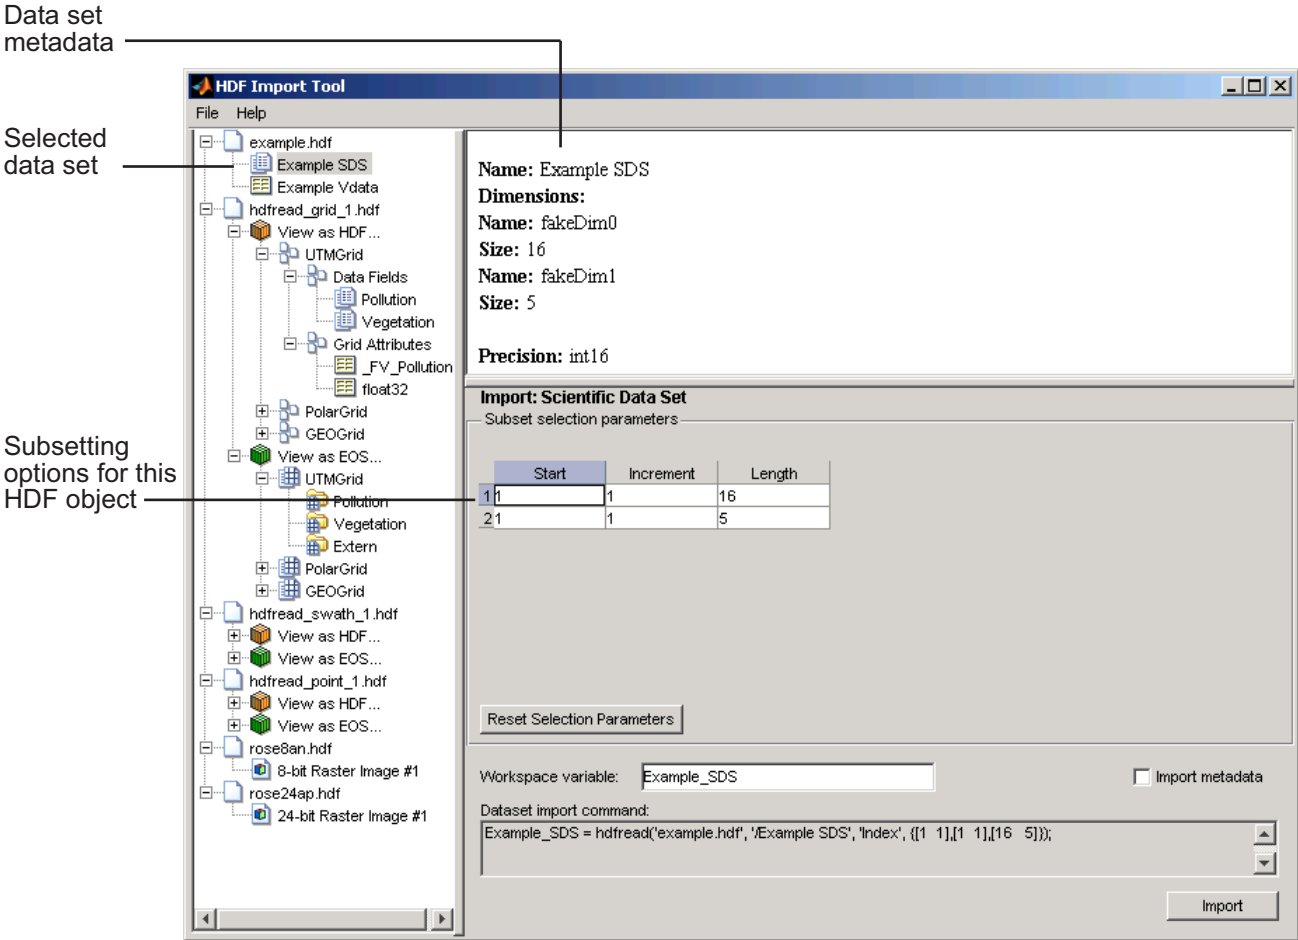 Data set
metadata
HDF Import Tool
File Help
Selected
data set
example.hdf
Example SDS
Example Vdata
hdfread_grid_1.hdf
View as HDF...
UTMGrid
Data Fields
Pollution
Vegetation
Grid Attributes
_FV_Pollution
float32
PolarGrid
GEOGrid
View as EOS...
UTMGrid
Pollution
Vegetation
Extern
PolarGrid
GEOGrid
hdfread_swath_1.hdf
View as HDF...
View as EOS...
hdfread_point_1.hdf
View as HDF...
View as EOS...
rose8an.hdf
8-bit Raster Image #1
rose24ap.hdf
24-bit Raster Image #1
Subsetting
options for this
HDF object
Name: Example SDS
Dimensions:
Name: fakeDim0
Size: 16
Name: fakeDim1
Size: 5
Precision: int16
Import: Scientific Data Set
Subset selection parameters
Start Increment Length
1 1 1 16
2 1 1 5
Reset Selection Parameters
Workspace variable: Example_SDS Import metadata
Dataset import command:
Example_SDS = hdfread('example.hdf', '/Example SDS', 'Index', {[1 1],[1 1],[16 5]});
Import